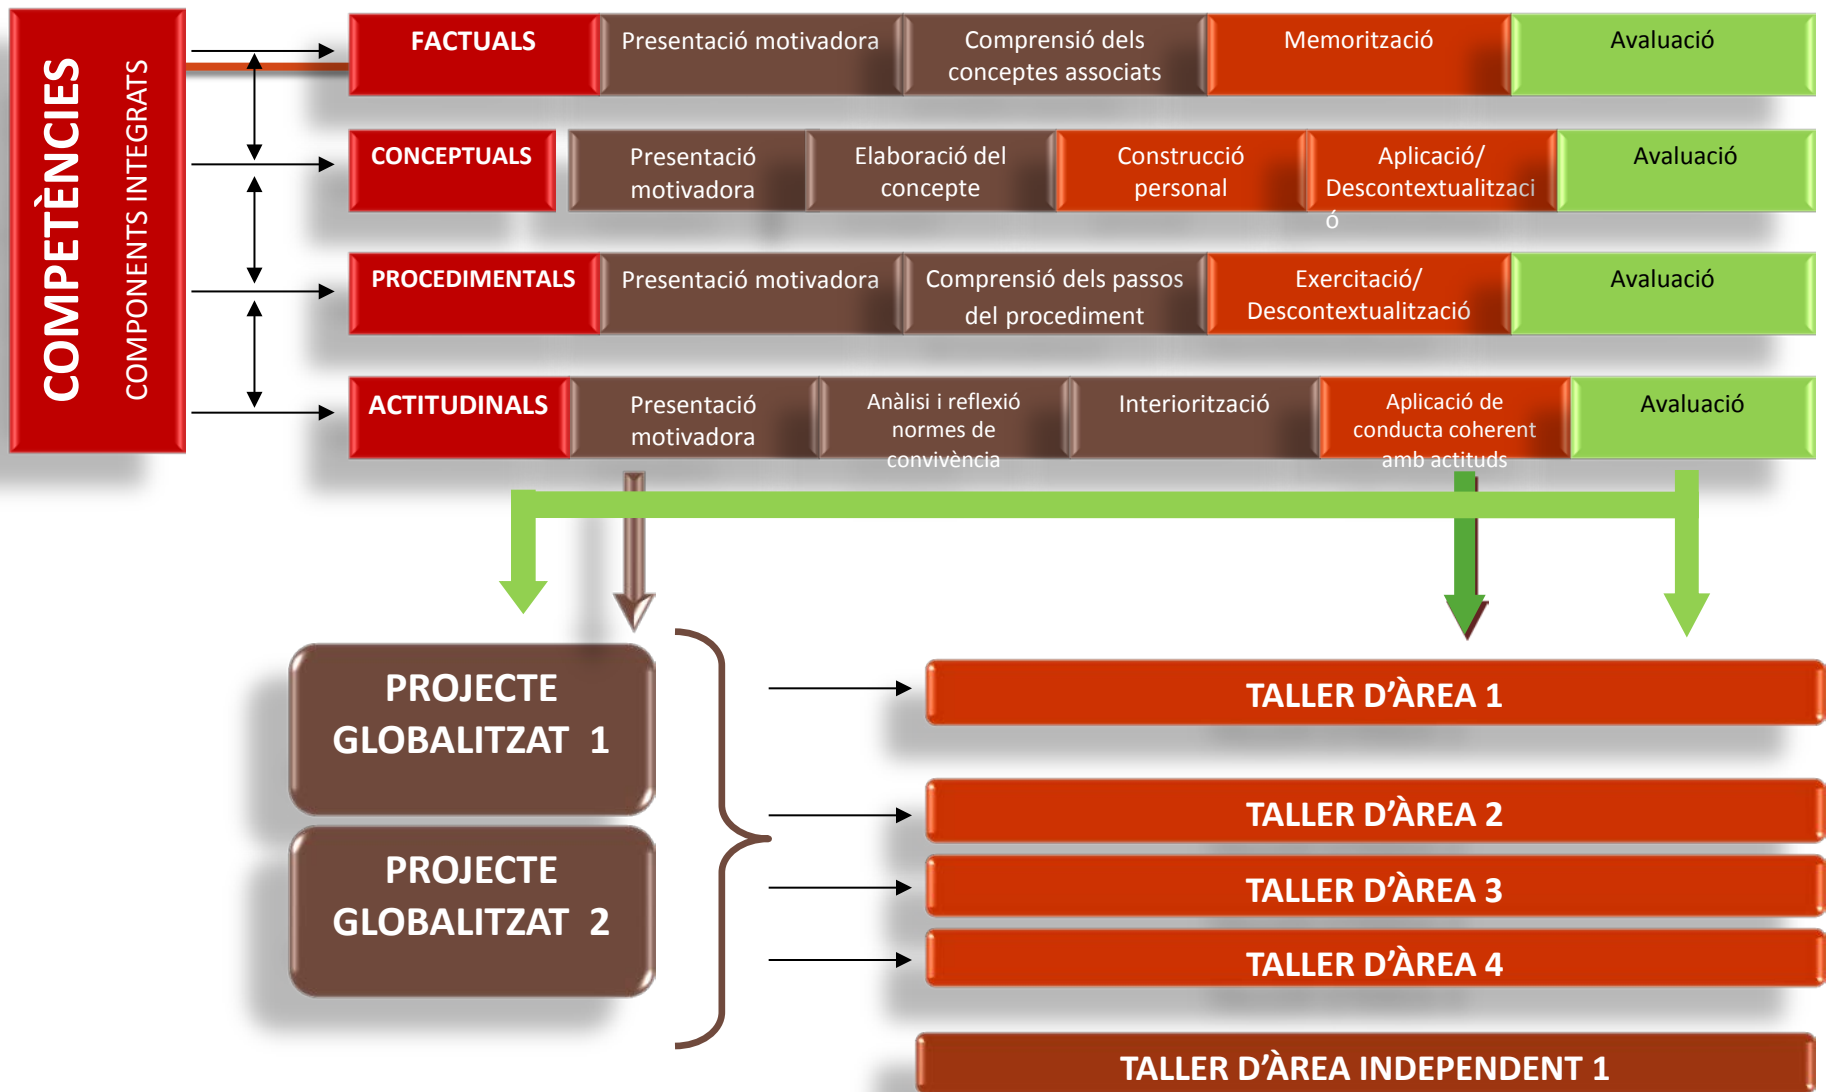 COMPETÈNCIES
COMPONENTS INTEGRATS
FACTUALS
Presentació motivadora
Comprensió dels
conceptes associats
Memorització
Avaluació
CONCEPTUALS
Presentació
motivadora
Elaboració del
concepte
Construcció
personal
Aplicació/
Descontextualitzaci
ó
Avaluació
PROCEDIMENTALS
Presentació motivadora
Comprensió dels passos
del procediment
Exercitació/
Descontextualització
Avaluació
ACTITUDINALS
Presentació
motivadora
Anàlisi i reflexió
normes de
convivència
Interiorització
Aplicació de
conducta coherent
amb actituds
Avaluació
PROJECTE
GLOBALITZAT 1
PROJECTE
GLOBALITZAT 2
TALLER D’ÀREA 1
TALLER D’ÀREA 2
TALLER D’ÀREA 3
TALLER D’ÀREA 4
TALLER D’ÀREA INDEPENDENT 1